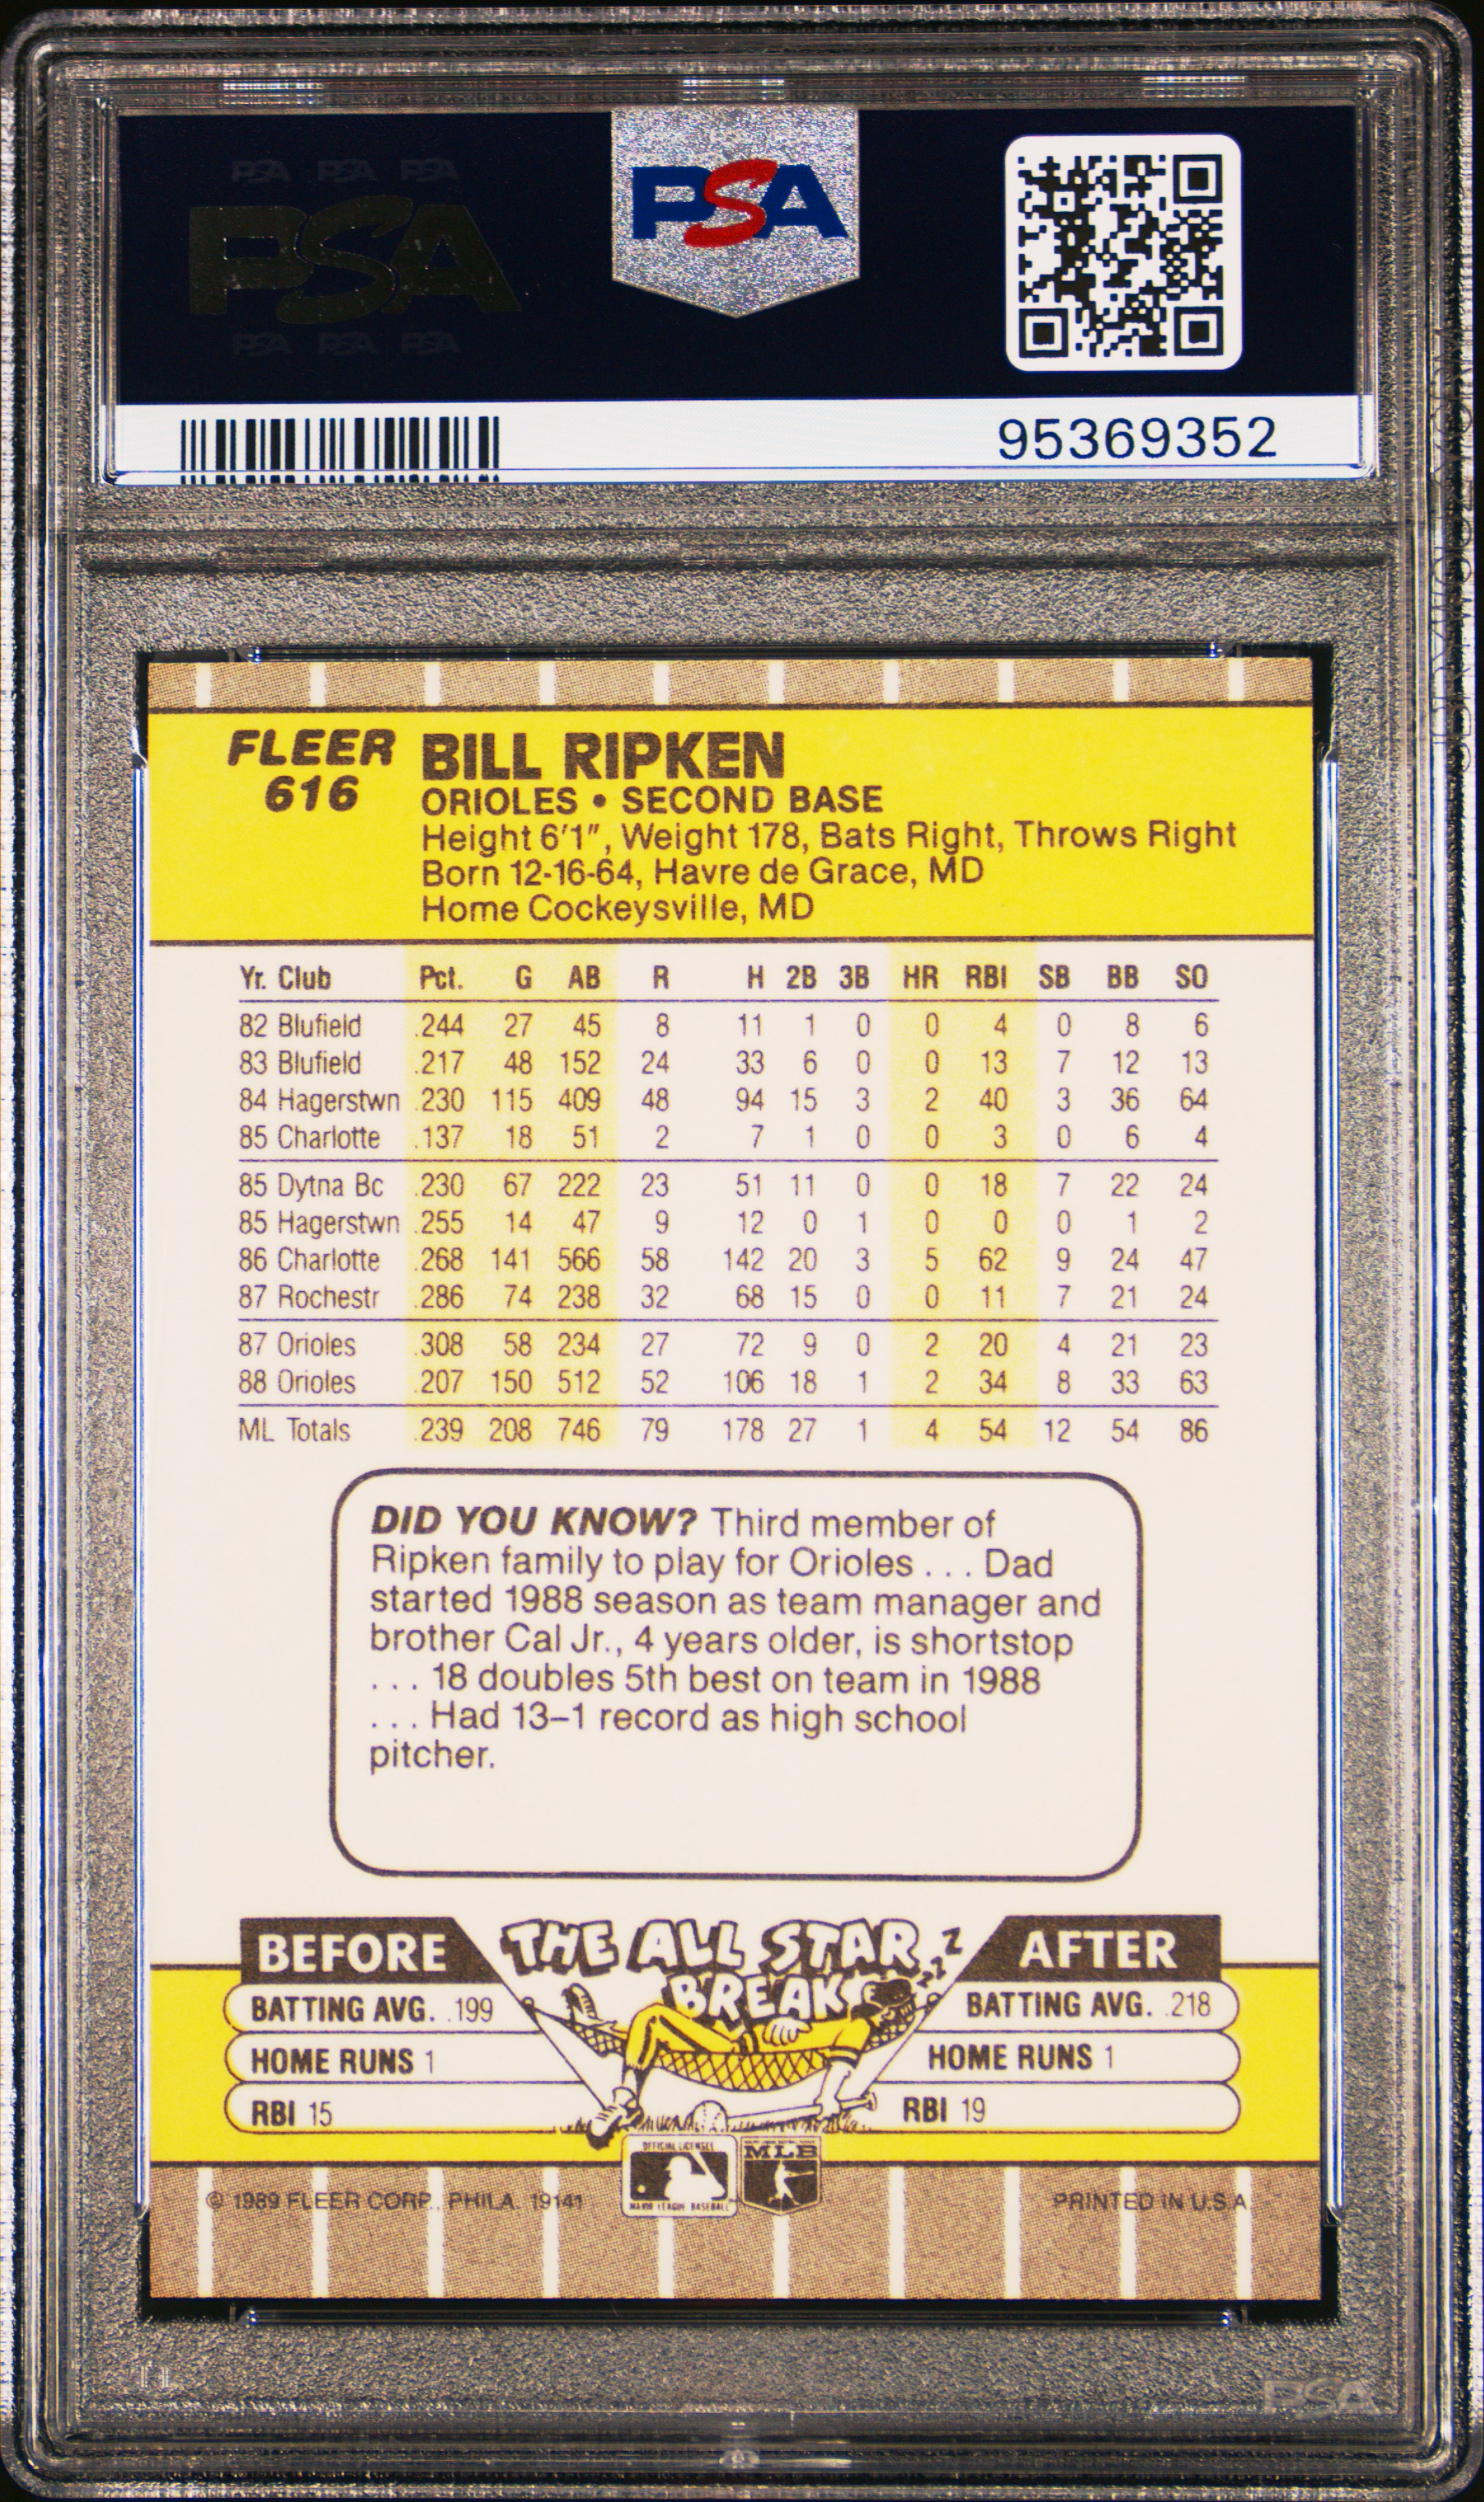 PSA PSA PSA
PSA
PSA PSA PSA
PSA
95369352
FLEER
616
BILL RIPKEN
ORIOLES • SECOND BASE
Height 6'1", Weight 178, Bats Right, Throws Right
Born 12-16-64, Havre de Grace, MD
Home Cockeysville, MD
Yr. Club Pct. G AB R H 2B 3B HR RBI SB BB SO
82 Blufield .244 27 45 8 11 1 0 0 4 0 8 6
83 Blufield .217 48 152 24 33 6 0 0 13 7 12 13
84 Hagerstwn .230 115 409 48 94 15 3 2 40 3 36 64
85 Charlotte .137 18 51 2 7 1 0 0 3 0 6 4
85 Dytna Bc .230 67 222 23 51 11 0 0 18 7 22 24
85 Hagerstwn .255 14 47 9 12 0 1 0 0 0 1 2
86 Charlotte .268 141 566 58 142 20 3 5 62 9 24 47
87 Rochestr .286 74 238 32 68 15 0 0 11 7 21 24
87 Orioles .308 58 234 27 72 9 0 2 20 4 21 23
88 Orioles .207 150 512 52 106 18 1 2 34 8 33 63
ML Totals .239 208 746 79 178 27 1 4 54 12 54 86
DID YOU KNOW? Third member of
Ripken family to play for Orioles . . . Dad
started 1988 season as team manager and
brother Cal Jr., 4 years older, is shortstop
. . . 18 doubles 5th best on team in 1988
. . . Had 13–1 record as high school
pitcher.
BEFORE THE ALL STAR BREAK AFTER
Z Z Z
BATTING AVG. .199 BATTING AVG. .218
HOME RUNS 1 HOME RUNS 1
RBI 15 RBI 19
OFFICIAL LICENSEE
MAJOR LEAGUE BASEBALL
MLB
© 1989 FLEER CORP., PHILA. 19141 PRINTED IN U.S.A.
PSA